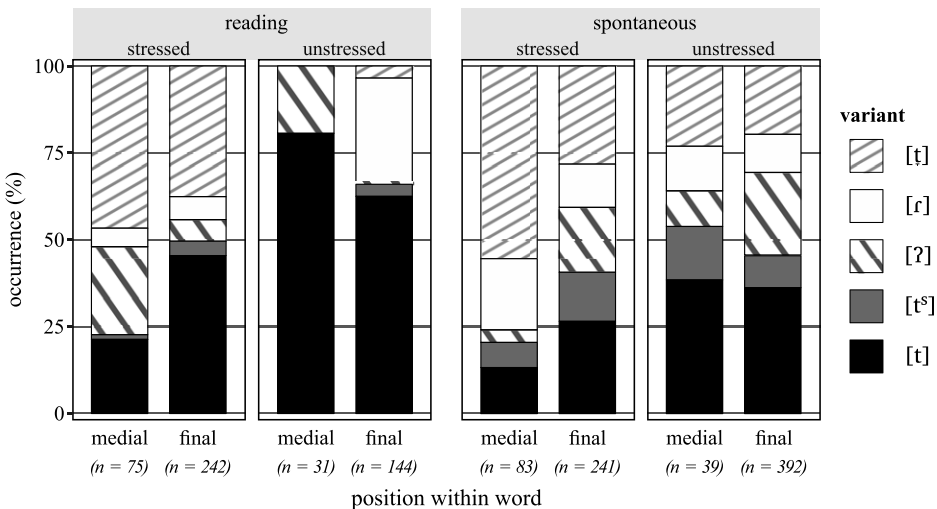 reading
spontaneous
stressed
unstressed
stressed
unstressed
100
75
50
25
0
occurrence (%)
medial
final
medial
final
medial
final
medial
final
(n = 75)
(n = 242)
(n = 31)
(n = 144)
(n = 83)
(n = 241)
(n = 39)
(n = 392)
position within word
variant
[ṭ]
[ɾ]
[ʔ]
[tˢ]
[t]